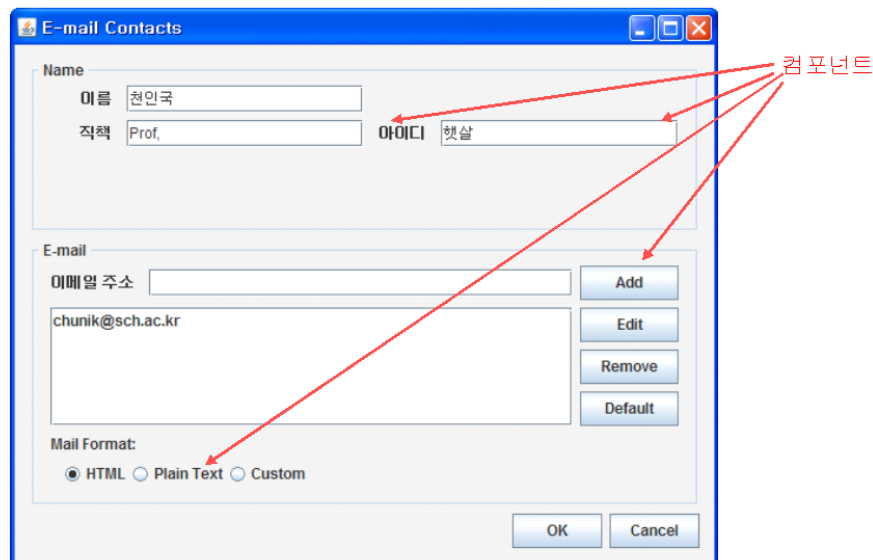 E-mail Contacts
Name
컴포넌트
이름 천인국
직책 Prof, 아이디 햇살
E-mail
이메일 주소 Add
chunik@sch.ac.kr Edit
Remove
Default
Mail Format:
HTML Plain Text Custom
OK Cancel